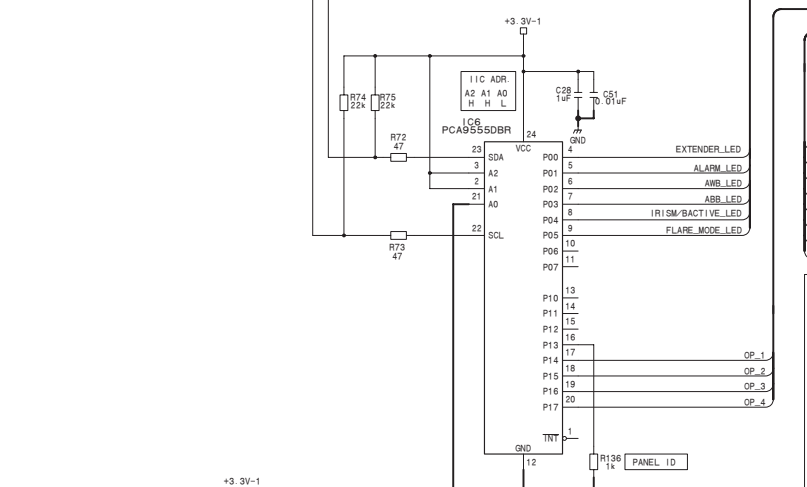 +3.3V-1
IIC ADR.
A2 A1 A0
H H L
C28
1uF
C51
0.01uF
R74
22k
R75
22k
IC6
PCA9555DBR
24
GND
R72
47
23
SDA
VCC
P00
4
EXTENDER_LED
3
A2
P01
5
ALARM_LED
2
A1
P02
6
AWB_LED
21
A0
P03
7
ABB_LED
P04
8
IRISM/BACTIVE_LED
22
SCL
P05
9
FLARE_MODE_LED
R73
47
P06
10
P07
11
P10
13
P11
14
P12
15
P13
16
P14
17
OP_1
P15
18
OP_2
P16
19
OP_3
P17
20
OP_4
INT
1
GND
12
R136
1k
PANEL ID
+3.3V-1